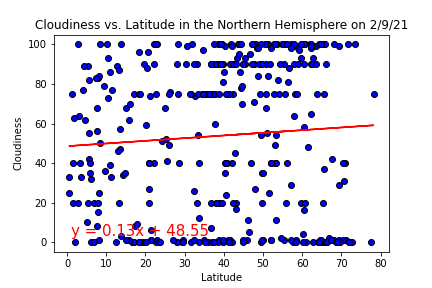 Cloudiness vs. Latitude in the Northern Hemisphere on 2/9/21
100
80
60
40
20
0
Cloudiness
y = 0.13x + 48.55
0 10 20 30 40 50 60 70 80
Latitude